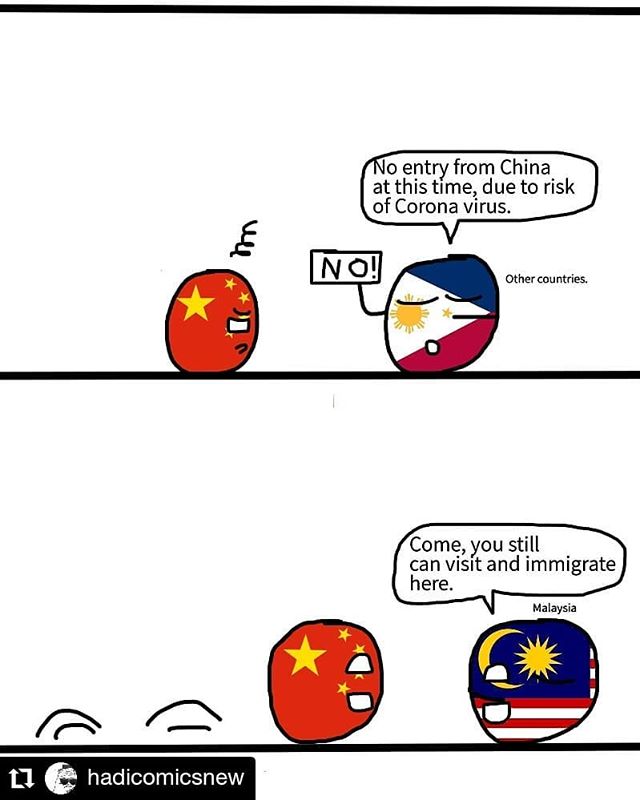 No entry from China
at this time, due to risk
of Corona virus.
NO!
Other countries.
Come, you still
can visit and immigrate
here.
Malaysia
hadicomicsnew